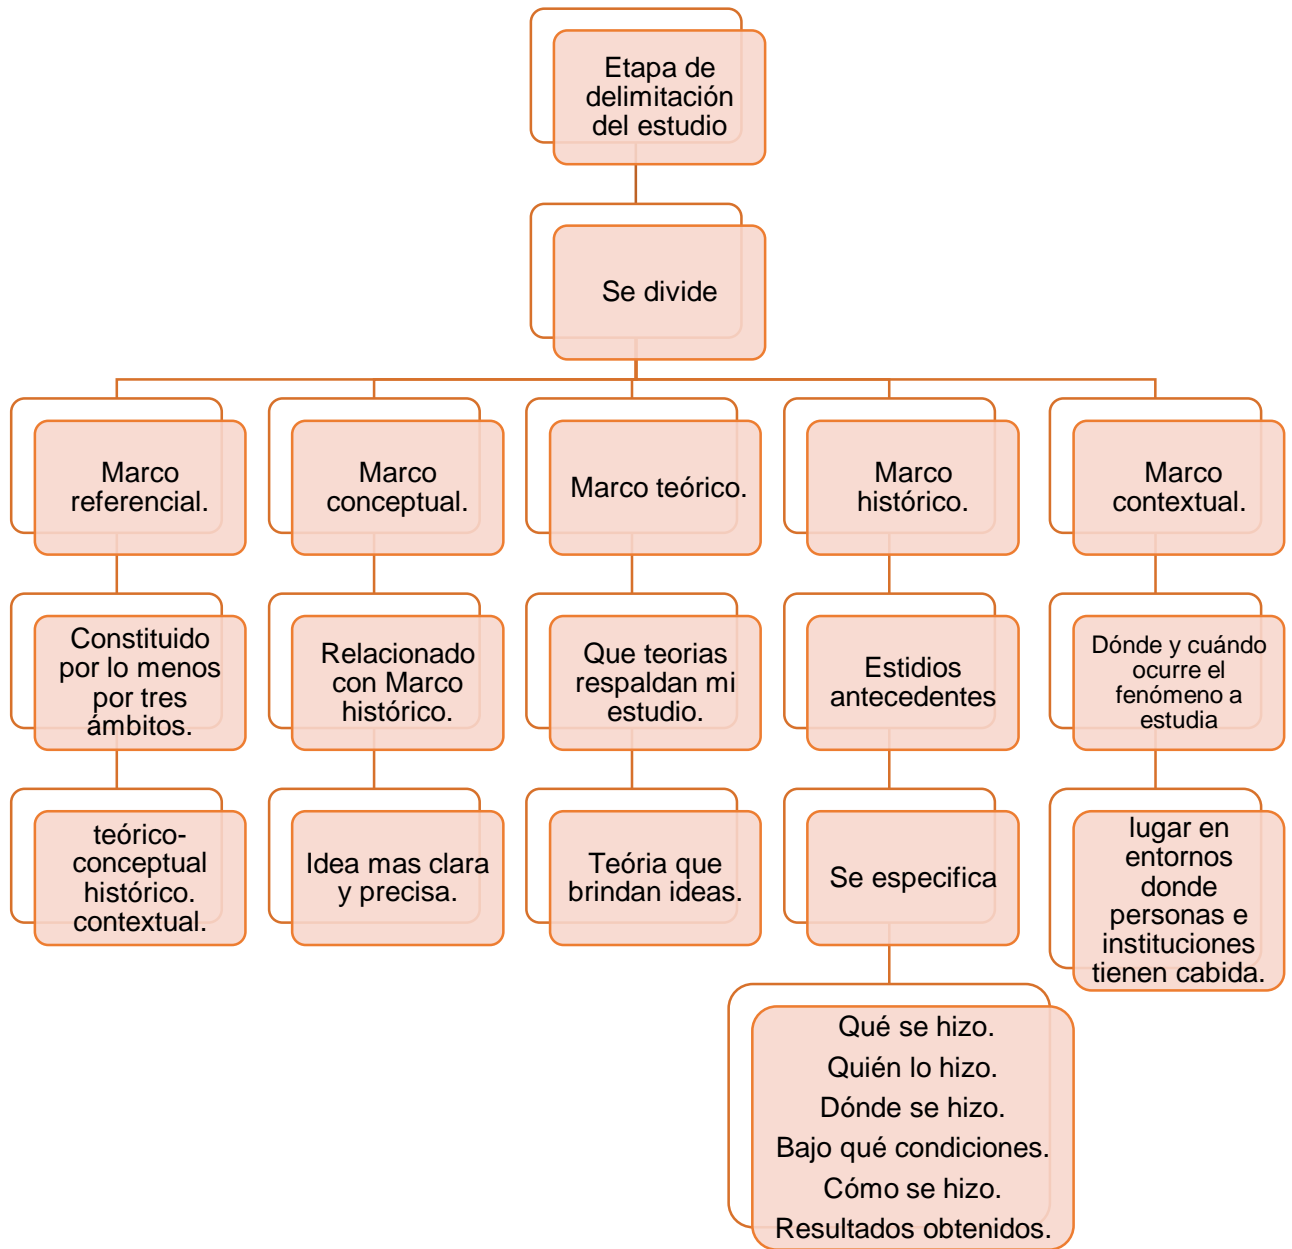 Etapa de
delimitación
del estudio
Se divide
Marco
referencial.
Marco
conceptual.
Marco teórico.
Marco
histórico.
Marco
contextual.
Constituido
por lo menos
por tres
ámbitos.
Relacionado
con Marco
histórico.
Que teorias
respaldan mi
estudio.
Estidios
antecedentes
Dónde y cuándo
ocurre el
fenómeno a
estudia
teórico-
conceptual
histórico.
contextual.
Idea mas clara
y precisa.
Teória que
brindan ideas.
Se especifica
lugar en
entornos
donde
personas e
instituciones
tienen cabida.
Qué se hizo.
Quién lo hizo.
Dónde se hizo.
Bajo qué condiciones.
Cómo se hizo.
Resultados obtenidos.